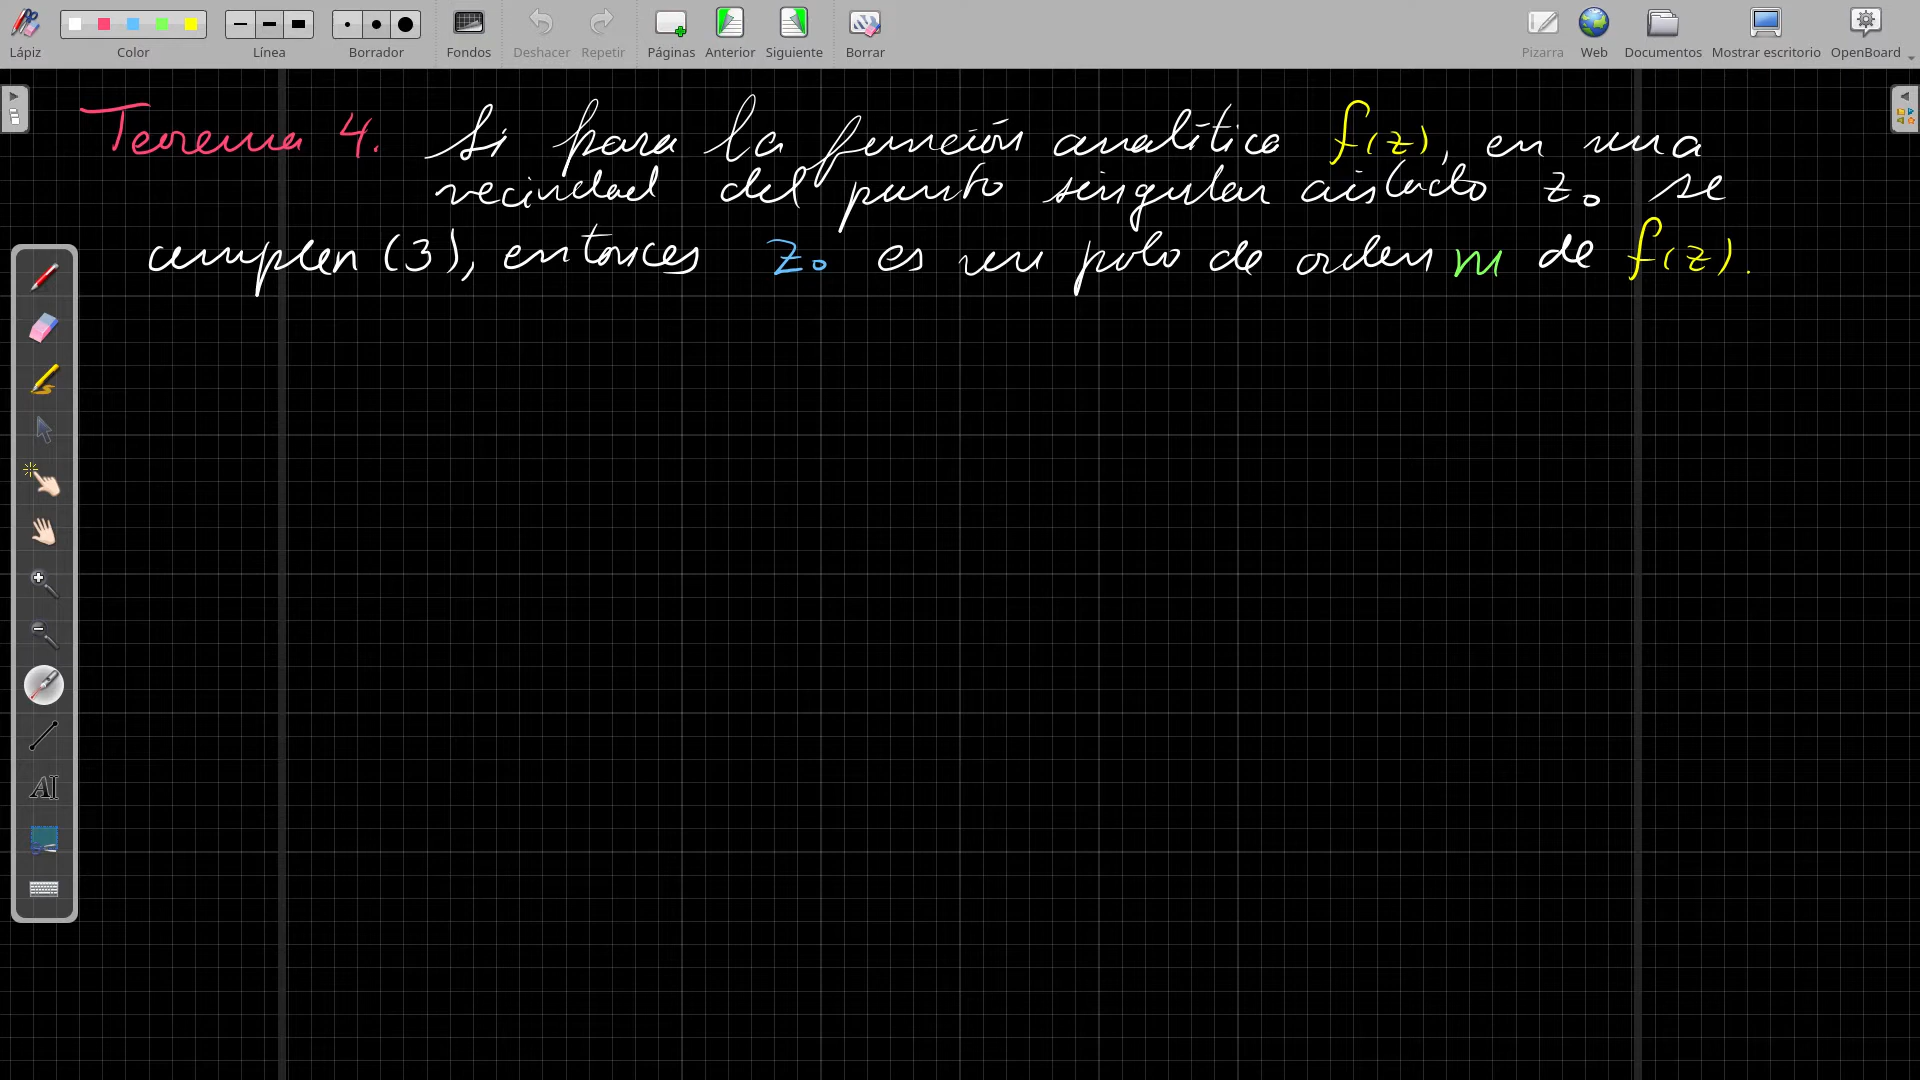 Lápiz Color Línea Borrador Fondos Deshacer Repetir Páginas Anterior Siguiente Borrar Pizarra Web Documentos Mostrar escritorio OpenBoard
Teorema 4. Si para la función analítica f(z), en una
vecindad del punto singular aislado z₀ se
cumplen (3), entonces z₀ es un polo de orden m de f(z).